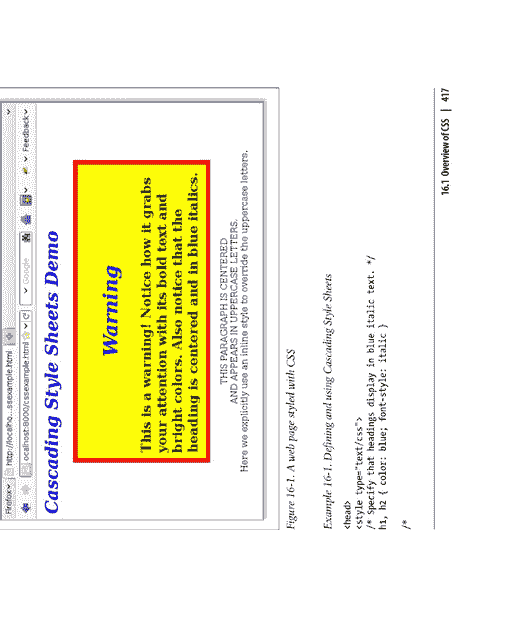 Firefox
http://localho...ssexample.html
localhost:8000/cssexample.html
Google
Feedback
Cascading Style Sheets Demo
Warning
This is a warning! Notice how it grabs
your attention with its bold text and
bright colors. Also notice that the
heading is centered and in blue italics.
THIS PARAGRAPH IS CENTERED
AND APPEARS IN UPPERCASE LETTERS.
Here we explicitly use an inline style to override the uppercase letters.
Figure 16-1. A web page styled with CSS
Example 16-1. Defining and using Cascading Style Sheets
<head>
<style type="text/css">
/* Specify that headings display in blue italic text. */
h1, h2 { color: blue; font-style: italic }
/*
16.1 Overview of CSS | 417